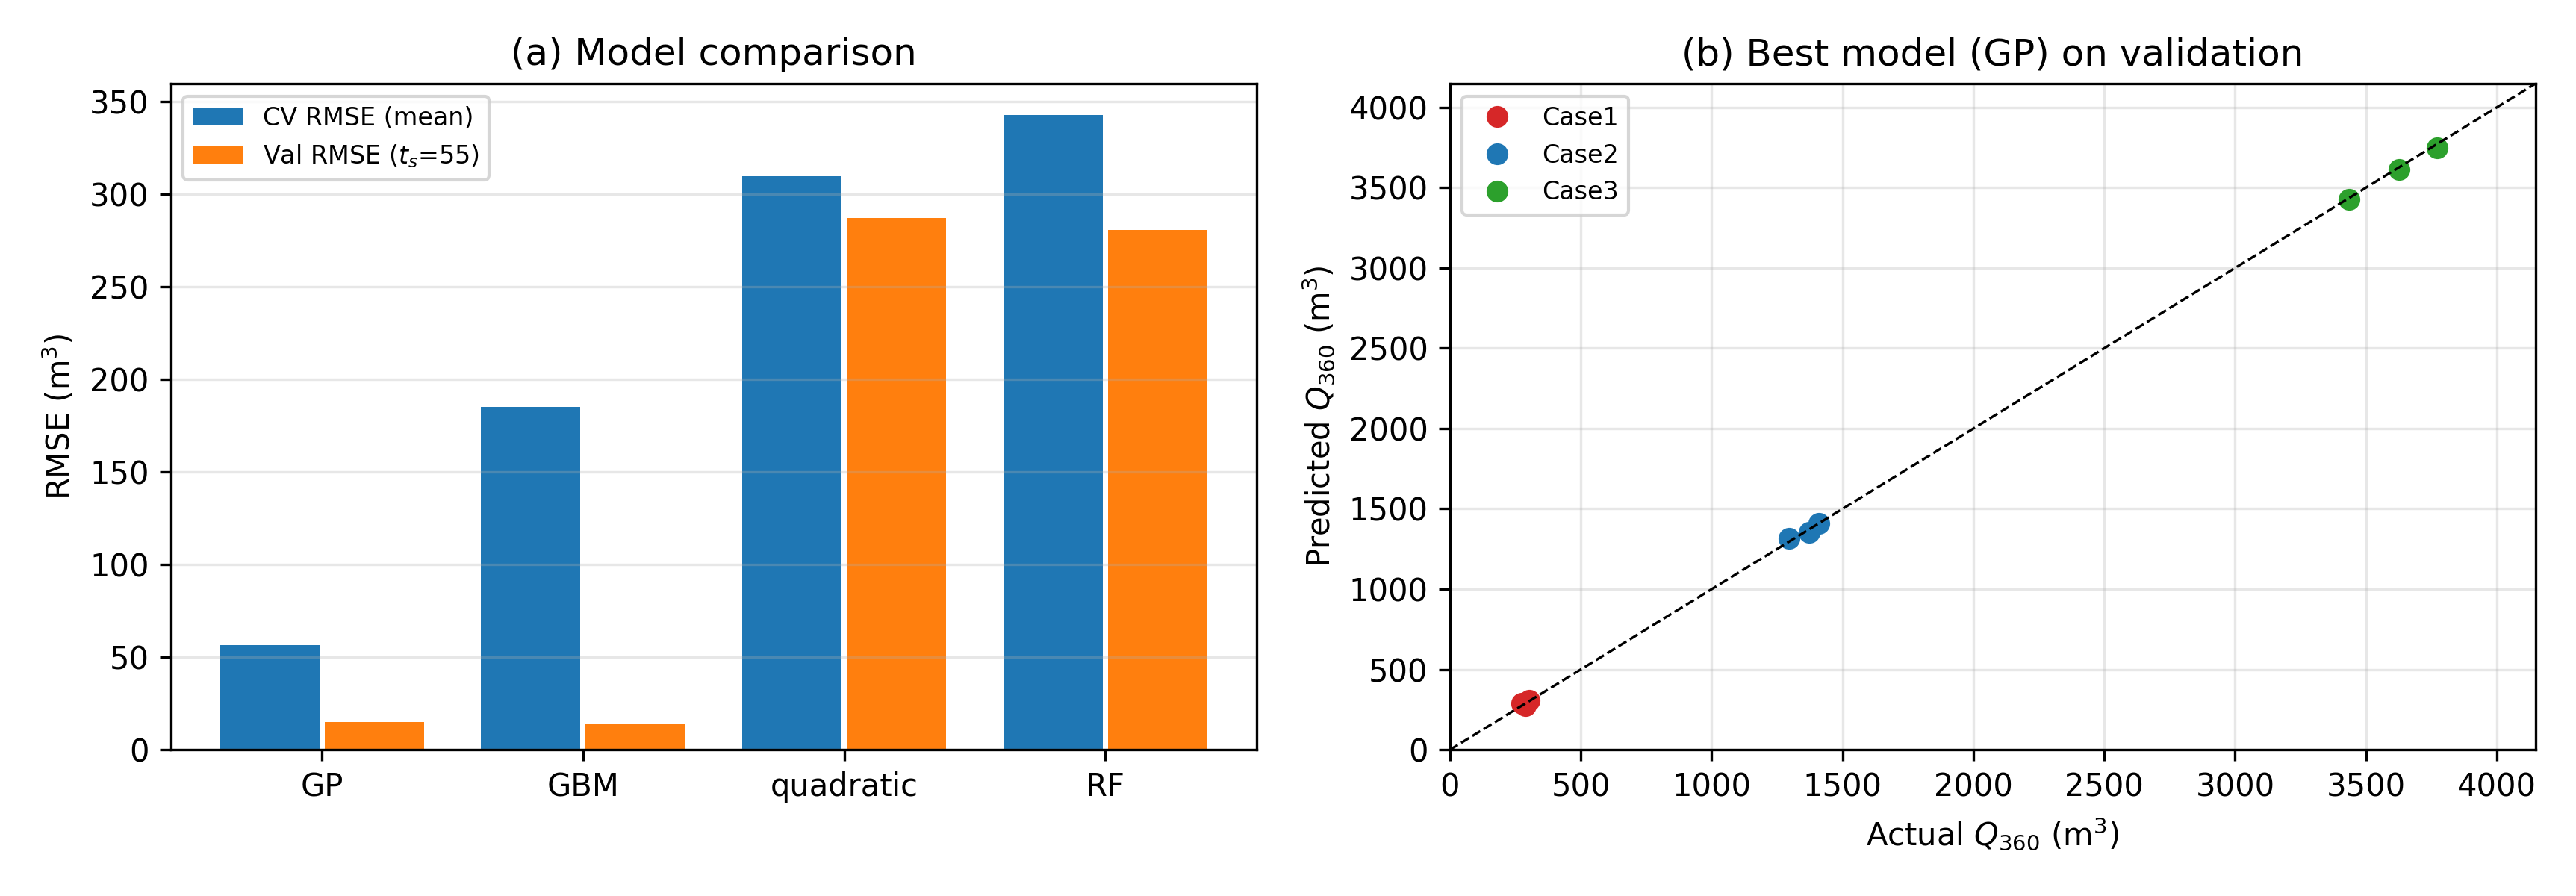 (a) Model comparison
CV RMSE (mean)
Val RMSE (tₛ=55)
RMSE (m³)
350
300
250
200
150
100
50
0
GP GBM quadratic RF
(b) Best model (GP) on validation
Case1
Case2
Case3
Predicted Q₃₆₀ (m³)
4000
3500
3000
2500
2000
1500
1000
500
0
0 500 1000 1500 2000 2500 3000 3500 4000
Actual Q₃₆₀ (m³)